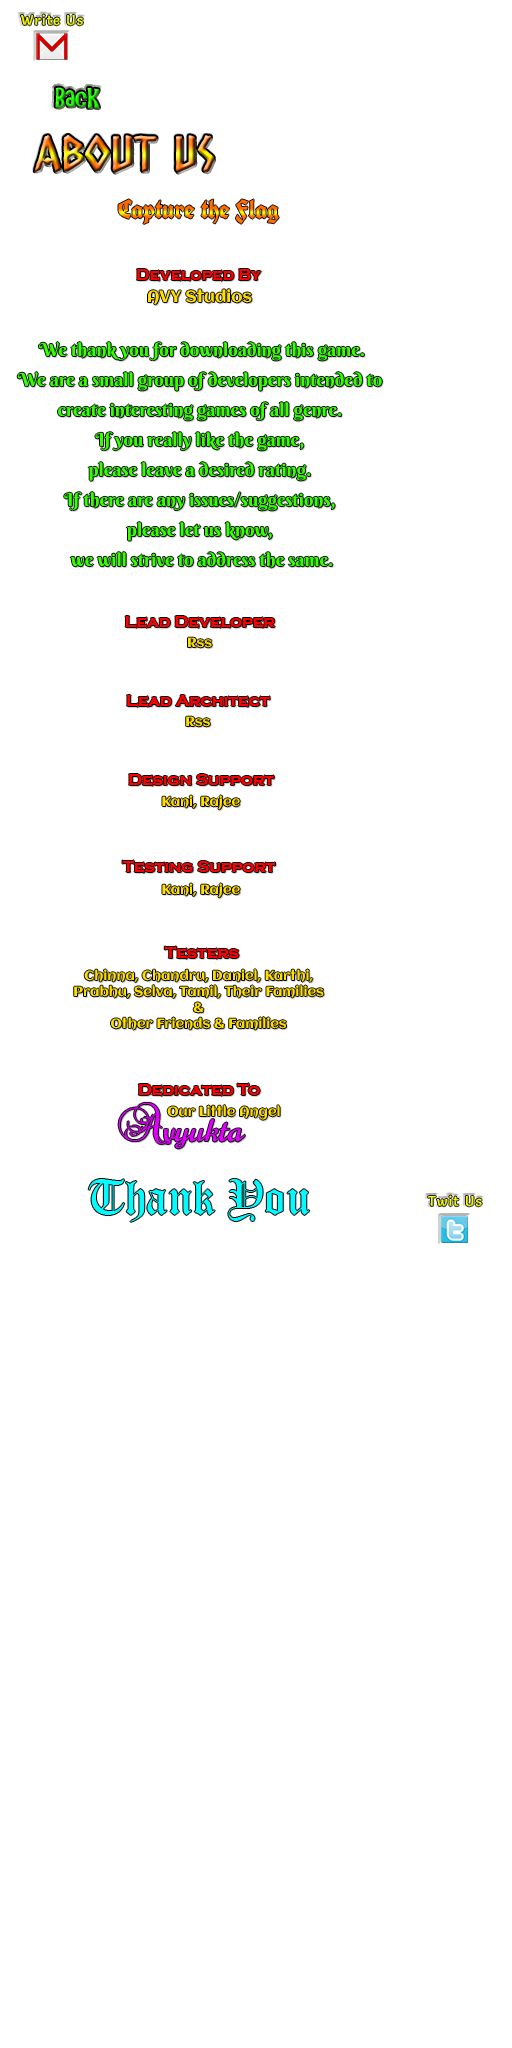 Write Us
Back
ABOUT US
Capture the Flag
Developed By
AVY Studios
We thank you for downloading this game.
We are a small group of developers intended to
create interesting games of all genre.
If you really like the game,
please leave a desired rating.
If there are any issues/suggestions,
please let us know,
we will strive to address the same.
Lead Developer
Rss
Lead Architect
Rss
Design Support
Kani, Rajee
Testing Support
Kani, Rajee
Testers
Chinna, Chandru, Daniel, Karthi,
Prabhu, Selva, Tamil, Their Families
&
Other Friends & Families
Dedicated To
Our Little Angel
Avyukta
Thank You
Twit Us